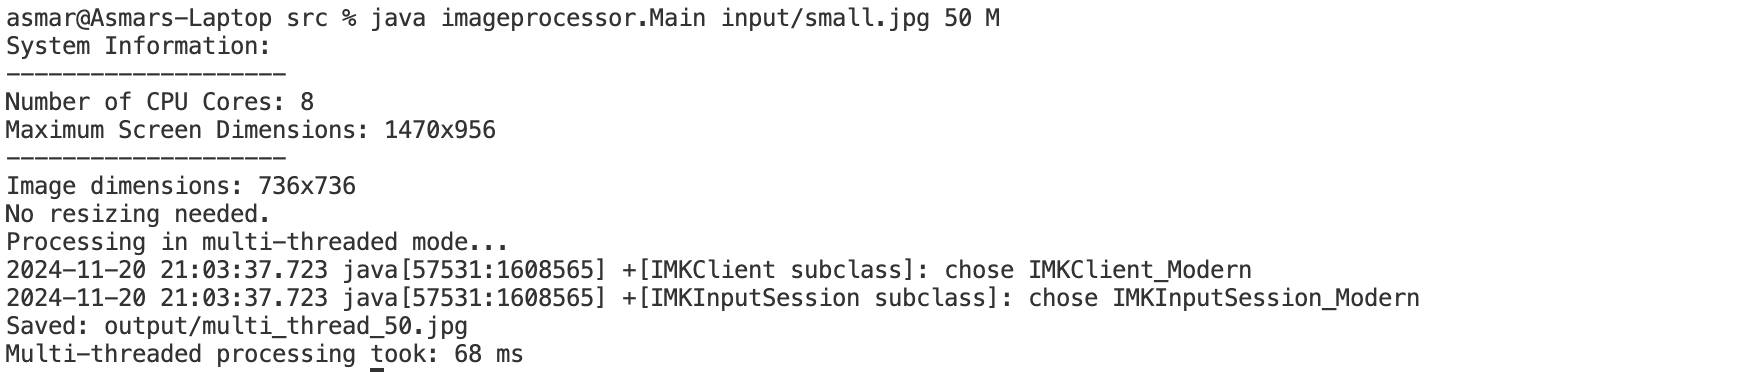 asmar@Asmars-Laptop src % java imageprocessor.Main input/small.jpg 50 M
System Information:
--------------------
Number of CPU Cores: 8
Maximum Screen Dimensions: 1470x956
--------------------
Image dimensions: 736x736
No resizing needed.
Processing in multi-threaded mode...
2024-11-20 21:03:37.723 java[57531:1608565] +[IMKClient subclass]: chose IMKClient_Modern
2024-11-20 21:03:37.723 java[57531:1608565] +[IMKInputSession subclass]: chose IMKInputSession_Modern
Saved: output/multi_thread_50.jpg
Multi-threaded processing took: 68 ms